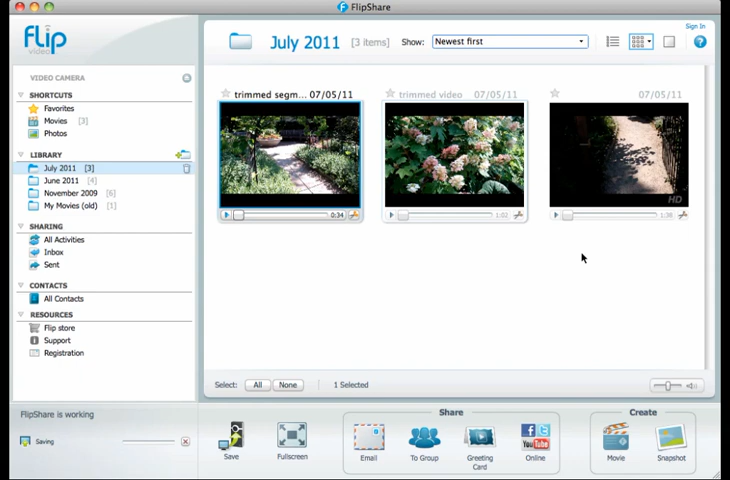 FlipShare
flip
video
VIDEO CAMERA
SHORTCUTS
Favorites
Movies [3]
Photos
LIBRARY
July 2011 [3]
June 2011 [4]
November 2009 [6]
My Movies (old) [1]
SHARING
All Activities
Inbox
Sent
CONTACTS
All Contacts
RESOURCES
Flip store
Support
Registration
FlipShare is working
Saving
Sign In
July 2011 [3 items] Show: Newest first
?
trimmed segm... 07/05/11
trimmed video 07/05/11
07/05/11
HD
0:34
1:02
1:36
Select: All None 1 Selected
Share
Create
Save
Fullscreen
Email
To Group
Greeting
Card
You Tube
Online
Movie
Snapshot